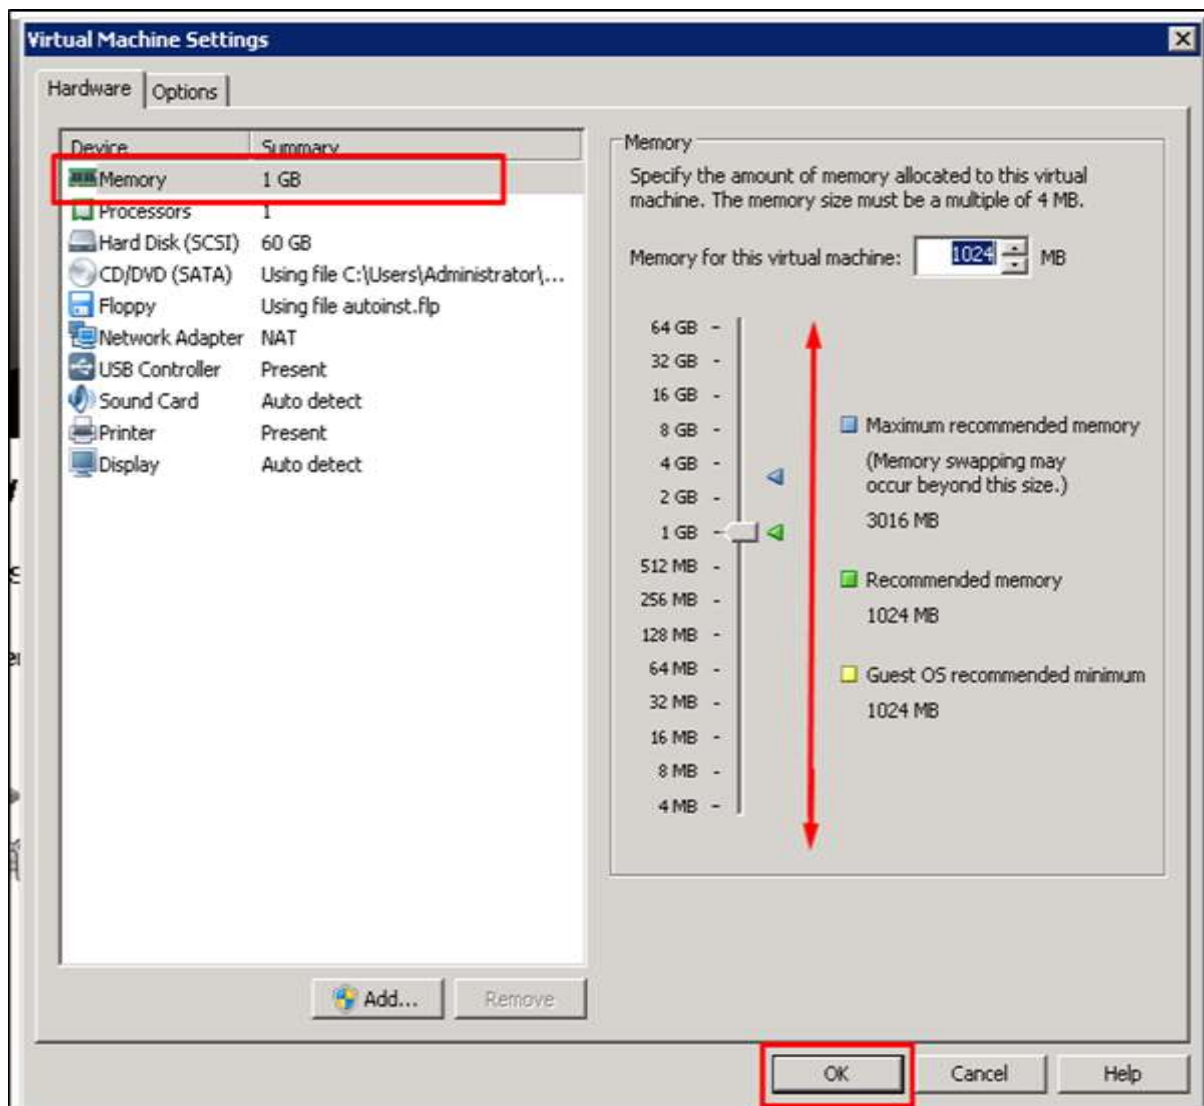 Virtual Machine Settings
Hardware Options
Device Summary
Memory 1 GB
Processors 1
Hard Disk (SCSI) 60 GB
CD/DVD (SATA) Using file C:\Users\Administrator\...
Floppy Using file autoinst.flp
Network Adapter NAT
USB Controller Present
Sound Card Auto detect
Printer Present
Display Auto detect
Add... Remove
Memory
Specify the amount of memory allocated to this virtual
machine. The memory size must be a multiple of 4 MB.
Memory for this virtual machine: 1024 MB
64 GB
32 GB
16 GB
8 GB
4 GB
2 GB
1 GB
512 MB
256 MB
128 MB
64 MB
32 MB
16 MB
8 MB
4 MB
Maximum recommended memory
(Memory swapping may
occur beyond this size.)
3016 MB
Recommended memory
1024 MB
Guest OS recommended minimum
1024 MB
OK Cancel Help